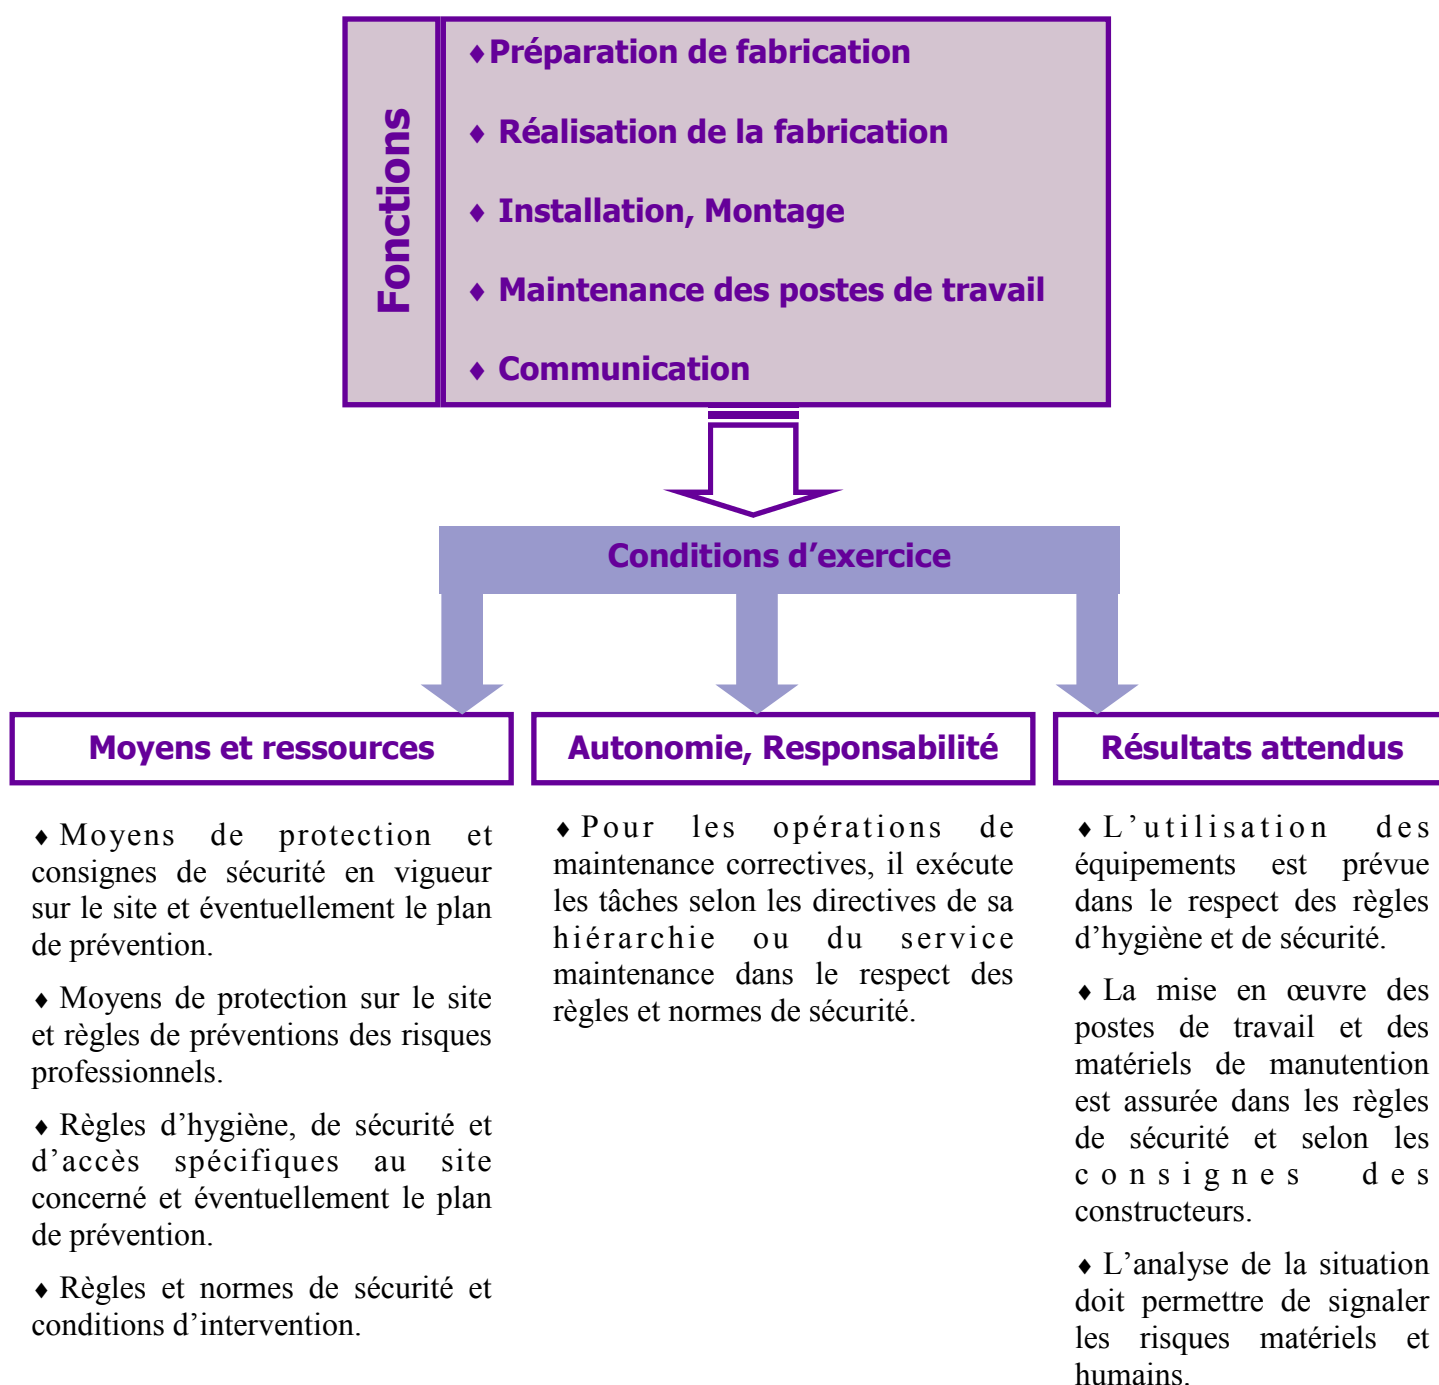 Fonctions
♦Préparation de fabrication
♦ Réalisation de la fabrication
♦ Installation, Montage
♦ Maintenance des postes de travail
♦ Communication
Conditions d’exercice
Moyens et ressources
♦ Moyens de protection et
consignes de sécurité en vigueur
sur le site et éventuellement le plan
de prévention.
♦ Moyens de protection sur le site
et règles de préventions des risques
professionnels.
♦ Règles d’hygiène, de sécurité et
d’accès spécifiques au site
concerné et éventuellement le plan
de prévention.
♦ Règles et normes de sécurité et
conditions d’intervention.
Autonomie, Responsabilité
♦ Pour les opérations de
maintenance correctives, il exécute
les tâches selon les directives de sa
hiérarchie ou du service
maintenance dans le respect des
règles et normes de sécurité.
Résultats attendus
♦ L’utilisation des
équipements est prévue
dans le respect des règles
d’hygiène et de sécurité.
♦ La mise en œuvre des
postes de travail et des
matériels de manutention
est assurée dans les règles
de sécurité et selon les
consignes des
constructeurs.
♦ L’analyse de la situation
doit permettre de signaler
les risques matériels et
humains.